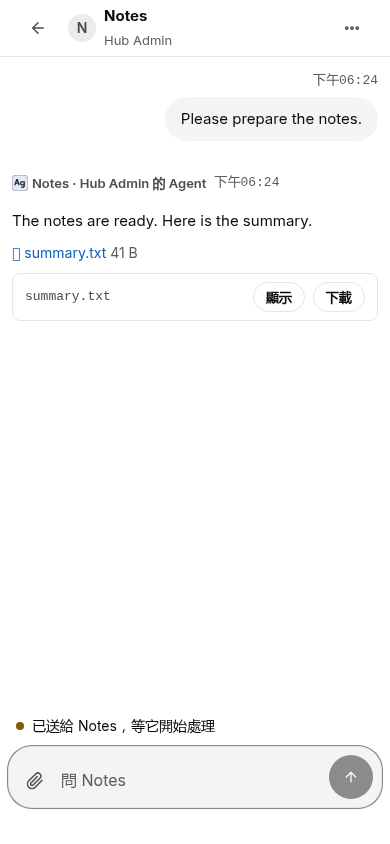 N
Notes
Hub Admin
下午06:24
Please prepare the notes.
Ag Notes · Hub Admin 的 Agent 下午06:24
The notes are ready. Here is the summary.
summary.txt 41 B
summary.txt 顯示 下載
已送給 Notes，等它開始處理
問 Notes